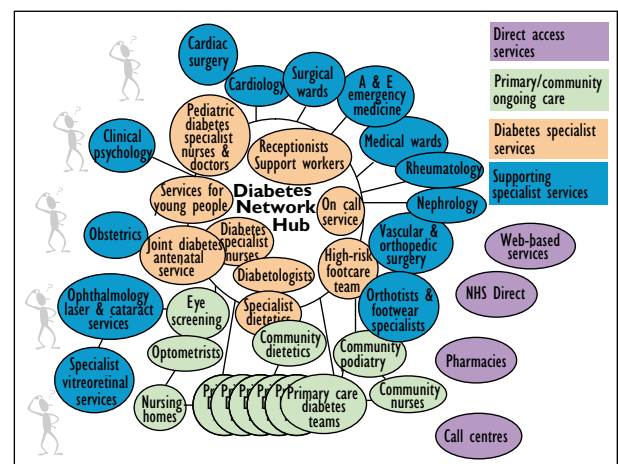 Cardiac
surgery
Cardiology
Surgical
wards
A & E
emergency
medicine
Direct access
services
Primary/community
ongoing care
Diabetes specialist
services
Supporting
specialist services
Pediatric
diabetes
specialist
nurses &
doctors
Receptionists
Support workers
Medical wards
Clinical
psychology
Rheumatology
Services for
young people
Diabetes
Network
Hub
On call
service
Nephrology
Obstetrics
Joint diabetes
antenatal
service
Diabetes
specialist
nurses
Diabetologists
High-risk
footcare
team
Vascular &
orthopedic
surgery
Web-based
services
Ophthalmology
laser & cataract
services
Eye
screening
Specialist
dietetics
Orthotists &
footwear
specialists
NHS Direct
Optometrists
Community
dietetics
Community
podiatry
Pharmacies
Specialist
vitreoretinal
services
Nursing
homes
Primary care
diabetes
teams
Community
nurses
Call centres